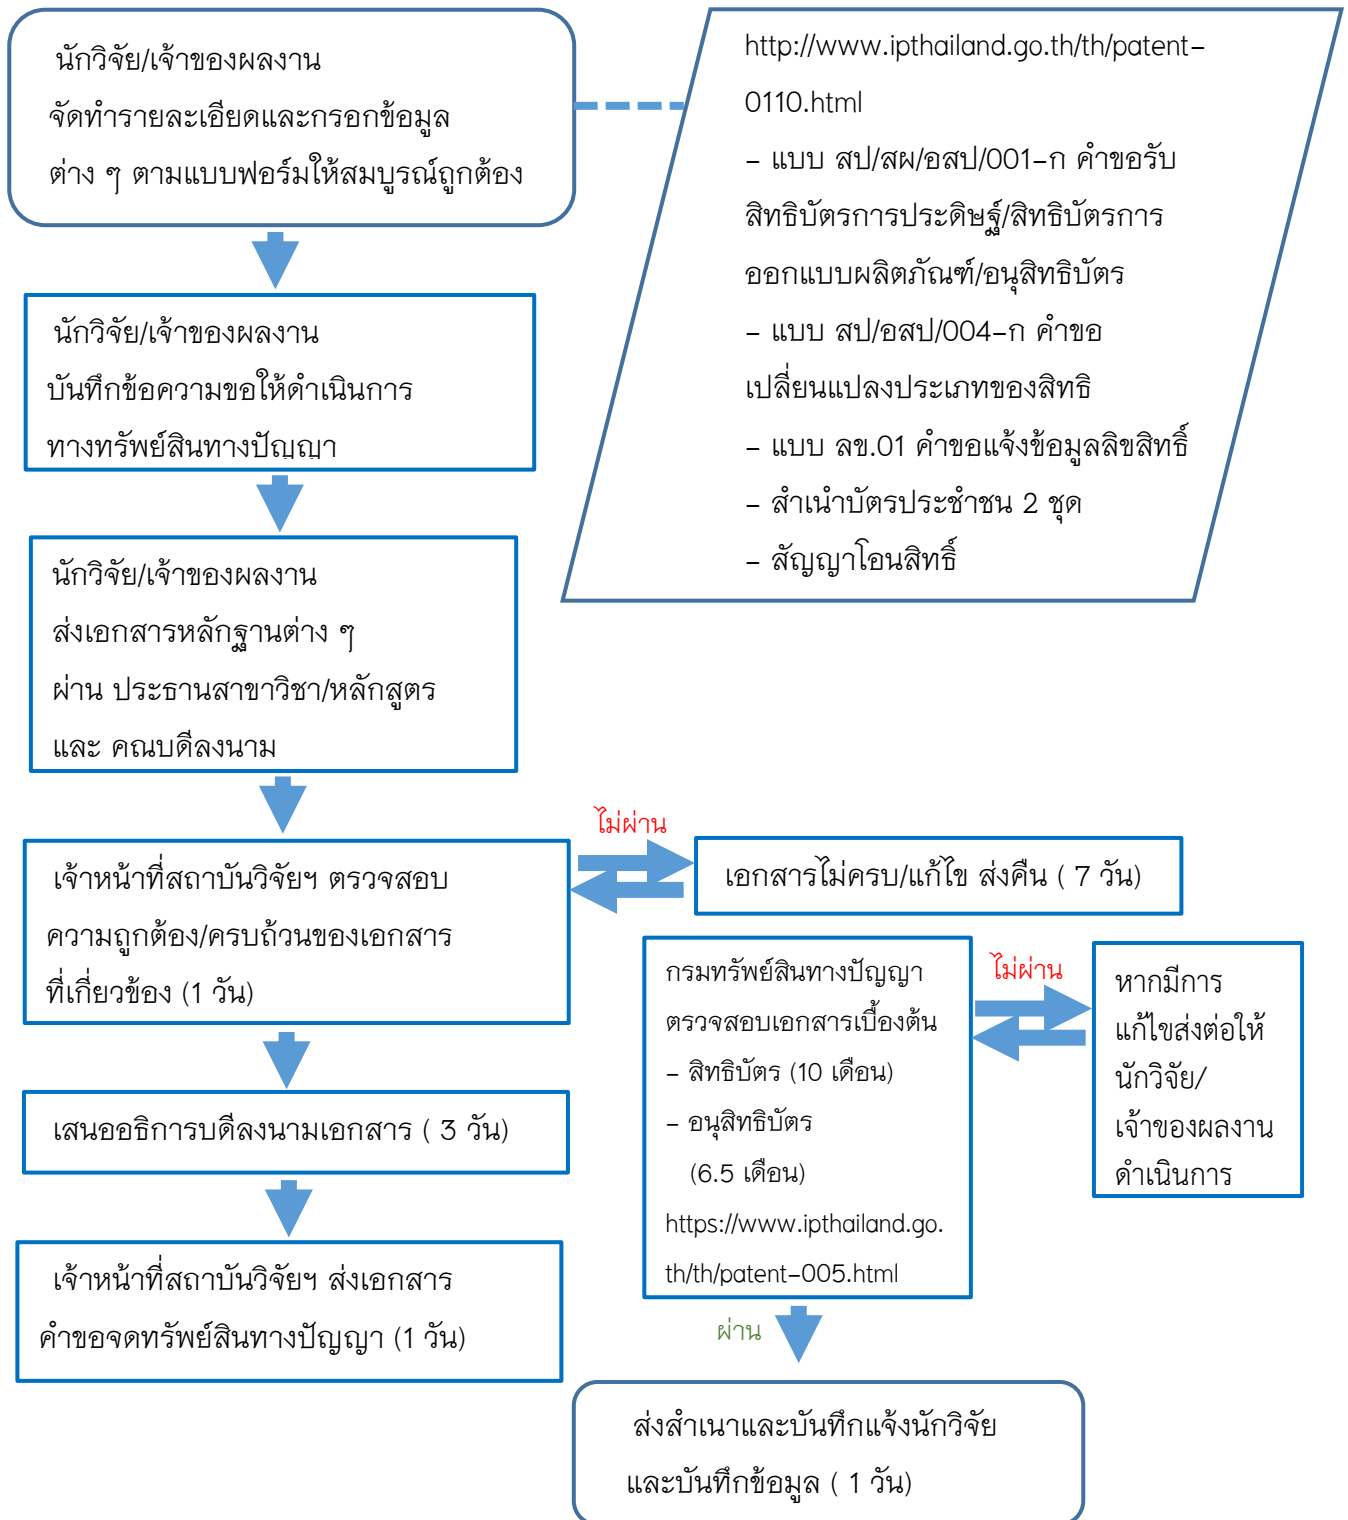 นักวิจัย/เจ้าของผลงาน
จัดทำรายละเอียดและกรอกข้อมูล
ต่าง ๆ ตามแบบฟอร์มให้สมบูรณ์ถูกต้อง
http://www.ipthailand.go.th/th/patent-
0110.html
- แบบ สป/สผ/อสป/001-ก คำขอรับ
สิทธิบัตรการประดิษฐ์/สิทธิบัตรการ
ออกแบบผลิตภัณฑ์/อนุสิทธิบัตร
- แบบ สป/อสป/004-ก คำขอ
เปลี่ยนแปลงประเภทของสิทธิ
- แบบ ลข.01 คำขอแจ้งข้อมูลลิขสิทธิ์
- สำเนำบัตรประชำชน 2 ชุด
- สัญญาโอนสิทธิ์
นักวิจัย/เจ้าของผลงาน
บันทึกข้อความขอให้ดำเนินการ
ทางทรัพย์สินทางปัญญา
นักวิจัย/เจ้าของผลงาน
ส่งเอกสารหลักฐานต่าง ๆ
ผ่าน ประธานสาขาวิชา/หลักสูตร
และ คณบดีลงนาม
เจ้าหน้าที่สถาบันวิจัยฯ ตรวจสอบ
ความถูกต้อง/ครบถ้วนของเอกสาร
ที่เกี่ยวข้อง (1 วัน)
ไม่ผ่าน
เอกสารไม่ครบ/แก้ไข ส่งคืน ( 7 วัน)
เสนออธิการบดีลงนามเอกสาร ( 3 วัน)
เจ้าหน้าที่สถาบันวิจัยฯ ส่งเอกสาร
คำขอจดทรัพย์สินทางปัญญา (1 วัน)
กรมทรัพย์สินทางปัญญา
ตรวจสอบเอกสารเบื้องต้น
- สิทธิบัตร (10 เดือน)
- อนุสิทธิบัตร
(6.5 เดือน)
https://www.ipthailand.go.
th/th/patent-005.html
ไม่ผ่าน
หากมีการ
แก้ไขส่งต่อให้
นักวิจัย/
เจ้าของผลงาน
ดำเนินการ
ผ่าน
ส่งสำเนาและบันทึกแจ้งนักวิจัย
และบันทึกข้อมูล ( 1 วัน)